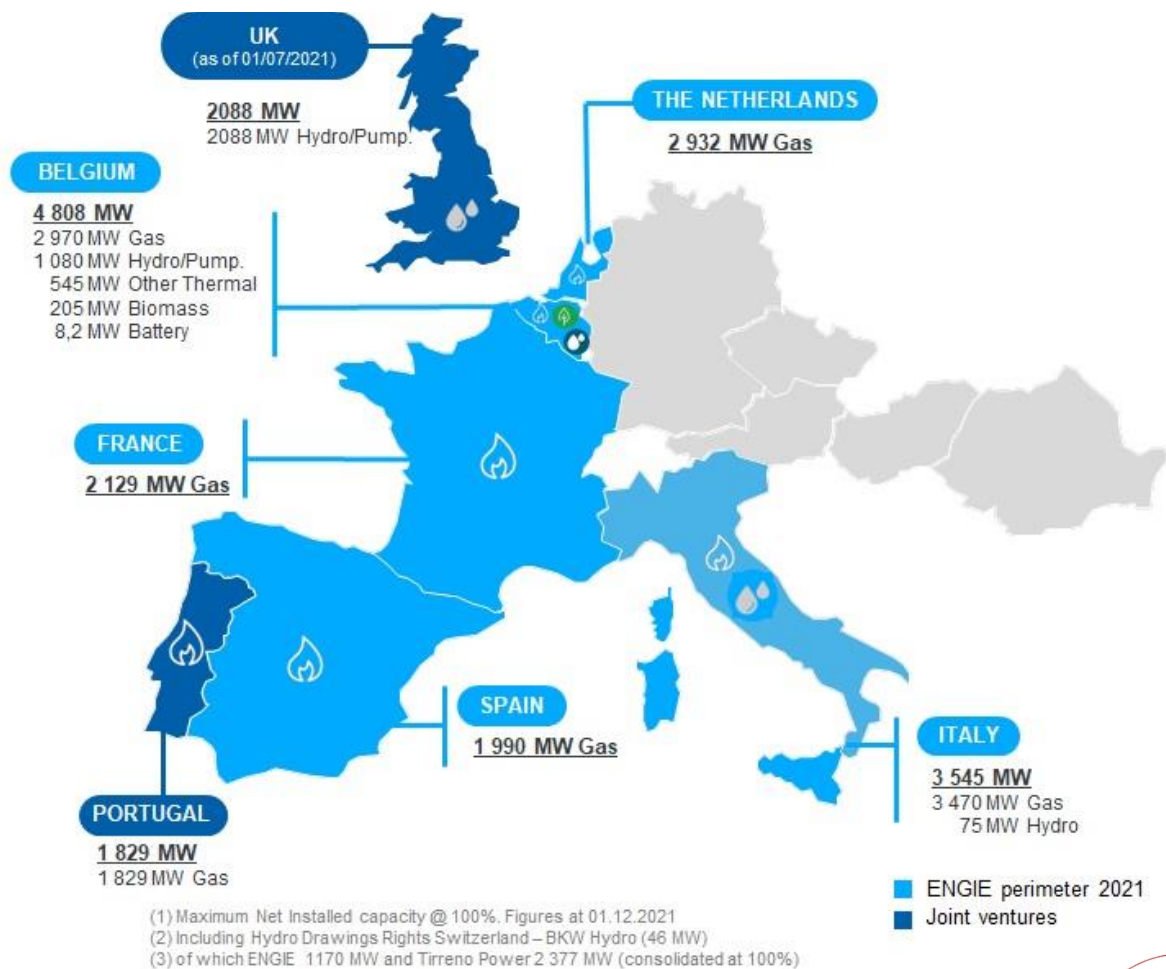 UK
(as of 01/07/2021)
2088 MW
2088 MW Hydro/Pump.
THE NETHERLANDS
2 932 MW Gas
BELGIUM
4 808 MW
2 970 MW Gas
1 080 MW Hydro/Pump.
545 MW Other Thermal
205 MW Biomass
8,2 MW Battery
FRANCE
2 129 MW Gas
SPAIN
1 990 MW Gas
ITALY
3 545 MW
3 470 MW Gas
75 MW Hydro
PORTUGAL
1 829 MW
1 829 MW Gas
ENGIE perimeter 2021
Joint ventures
(1) Maximum Net Installed capacity @ 100%. Figures at 01.12.2021
(2) Including Hydro Drawings Rights Switzerland – BKW Hydro (46 MW)
(3) of which ENGIE 1170 MW and Tirreno Power 2 377 MW (consolidated at 100%)